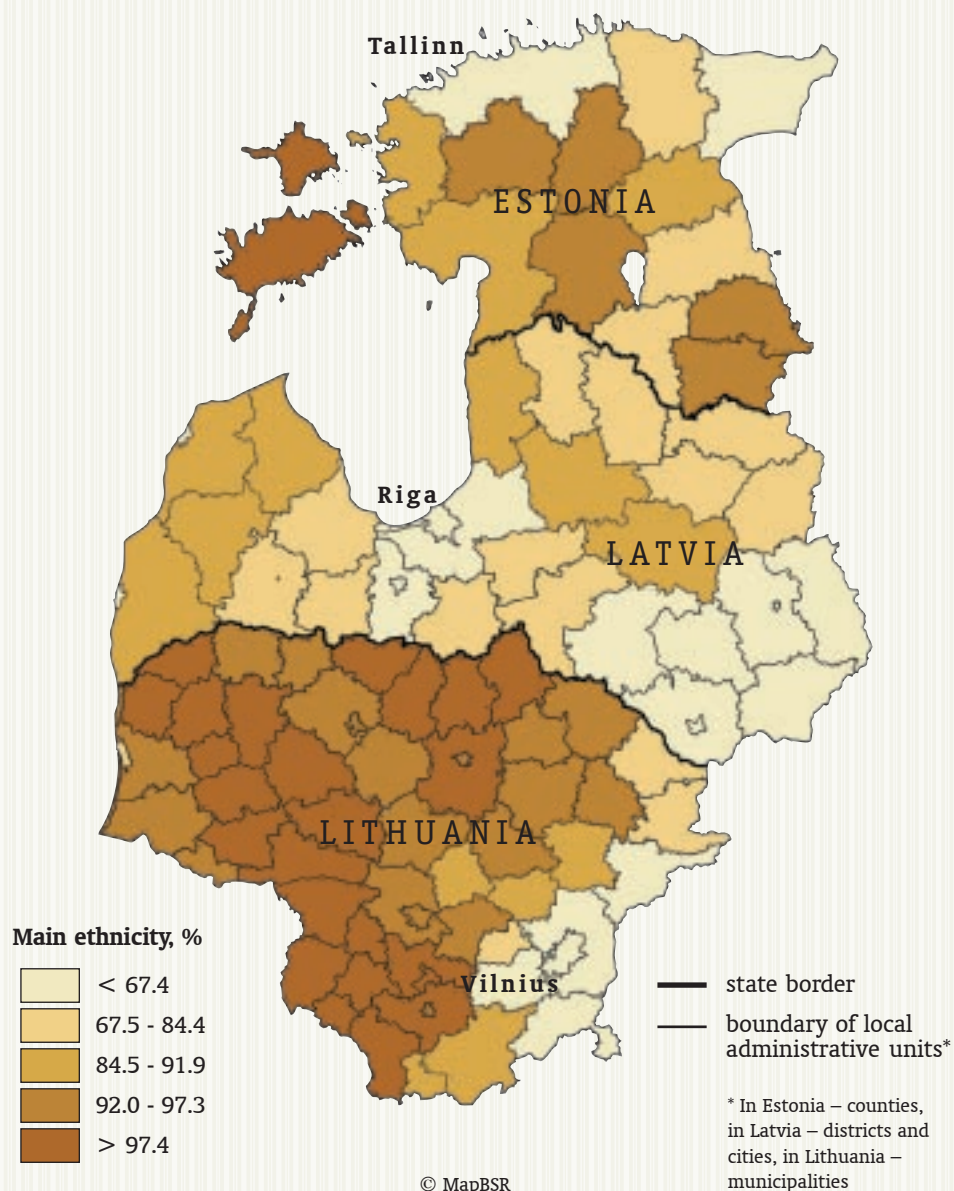 Tallinn
ESTONIA
Riga
LATVIA
LITHUANIA
Vilnius
Main ethnicity, %
< 67.4
67.5 - 84.4
84.5 - 91.9
92.0 - 97.3
> 97.4
state border
boundary of local
administrative units*
* In Estonia – counties,
in Latvia – districts and
cities, in Lithuania –
municipalities
© MapBSR